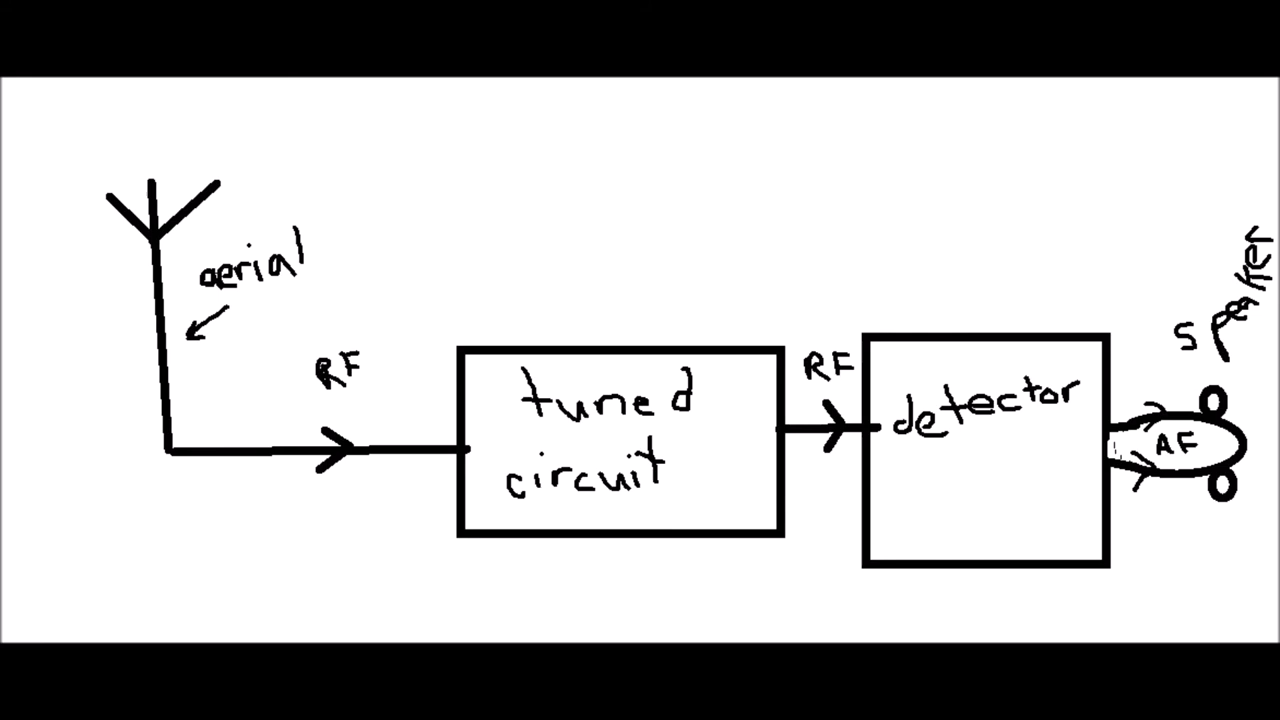 aerial
RF
tuned
circuit
RF
detector
AF
speaker